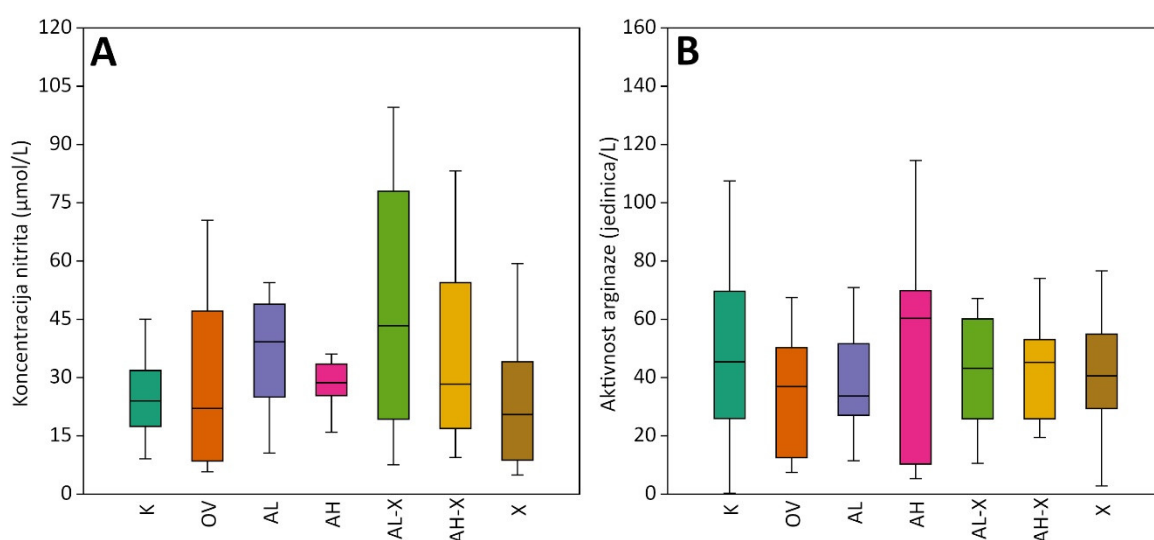 A
Koncentracija nitrita (µmol/L)
120
105
90
75
60
45
30
15
0
K
OV
AL
AH
AL-X
AH-X
X
B
Aktivnost arginaze (jedinica/L)
160
140
120
100
80
60
40
20
0
K
OV
AL
AH
AL-X
AH-X
X